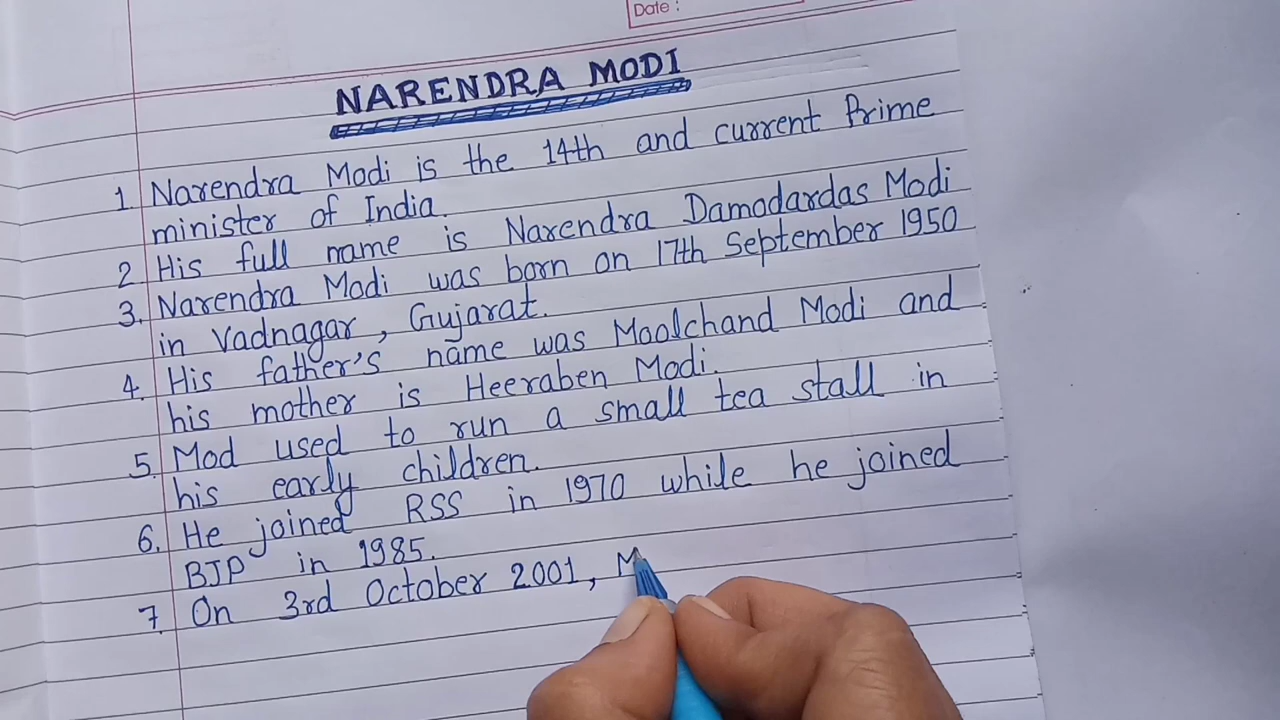 Date :
NARENDRA MODI
1. Narendra Modi is the 14th and current Prime
minister of India.
2. His full name is Narendra Damodardas Modi
3. Narendra Modi was born on 17th September 1950
in Vadnagar, Gujarat.
4. His father's name was Moolchand Modi and
his mother is Heeraben Modi.
5. Mod used to run a small tea stall in
his early children.
6. He joined RSS in 1970 while he joined
BJP in 1985.
7. On 3rd October 2001, M